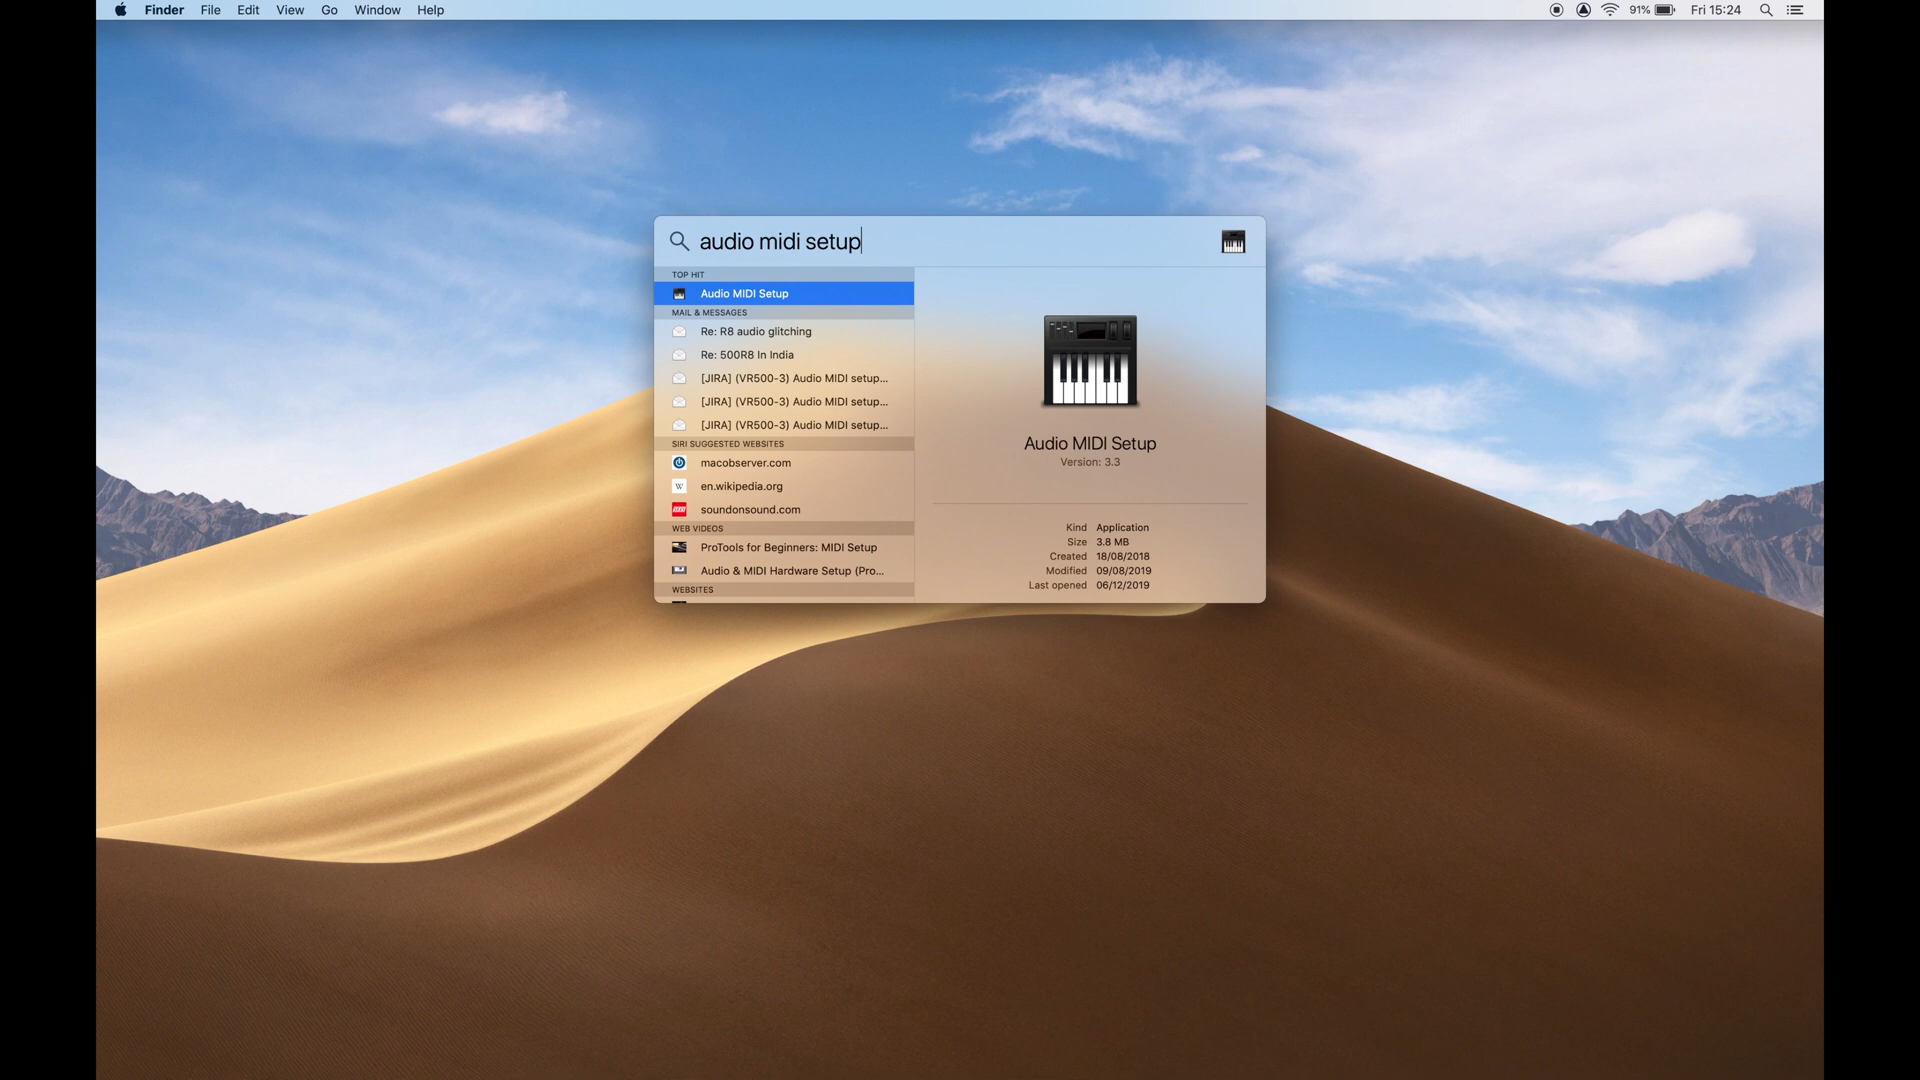 Finder File Edit View Go Window Help
91% Fri 15:24
audio midi setup
TOP HIT
Audio MIDI Setup
MAIL & MESSAGES
Re: R8 audio glitching
Re: 500R8 In India
[JIRA] (VR500-3) Audio MIDI setup...
[JIRA] (VR500-3) Audio MIDI setup...
[JIRA] (VR500-3) Audio MIDI setup...
SIRI SUGGESTED WEBSITES
macobserver.com
W en.wikipedia.org
soundonsound.com
WEB VIDEOS
ProTools for Beginners: MIDI Setup
Audio & MIDI Hardware Setup (Pro...
WEBSITES
Audio MIDI Setup
Version: 3.3
Kind Application
Size 3.8 MB
Created 18/08/2018
Modified 09/08/2019
Last opened 06/12/2019